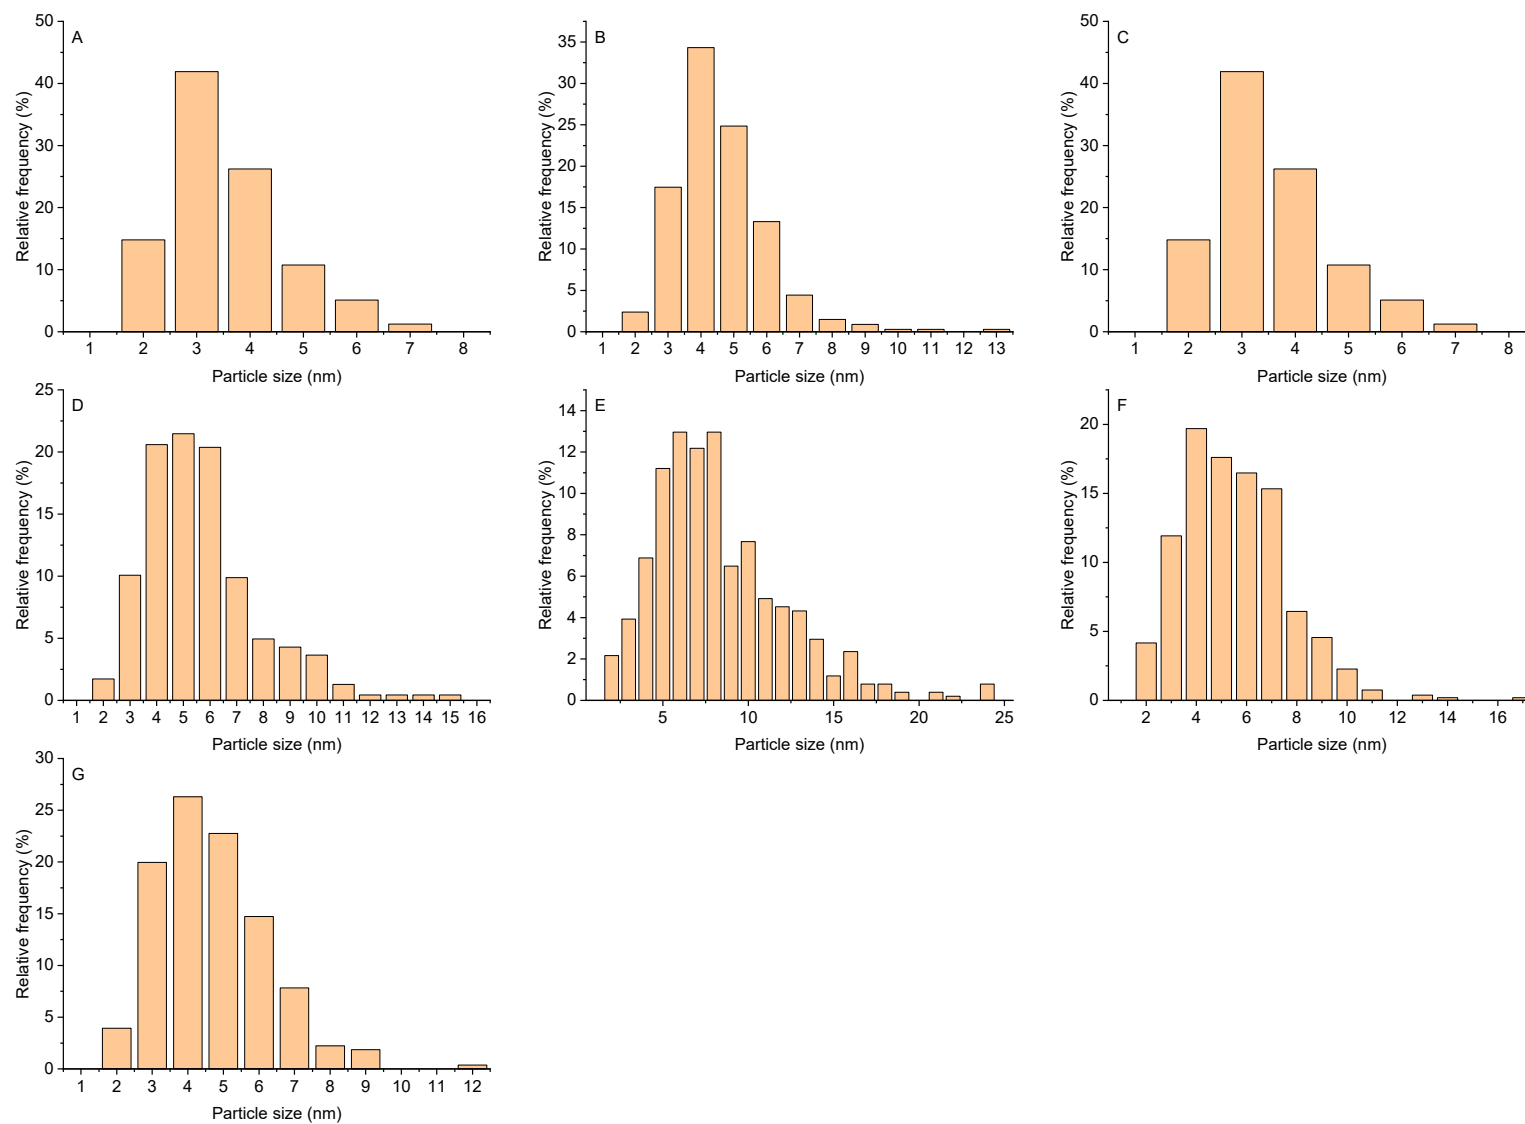 A
Relative frequency (%)
50
40
30
20
10
0
1 2 3 4 5 6 7 8
Particle size (nm)
B
Relative frequency (%)
35
30
25
20
15
10
5
0
1 2 3 4 5 6 7 8 9 10 11 12 13
Particle size (nm)
C
Relative frequency (%)
50
40
30
20
10
0
1 2 3 4 5 6 7 8
Particle size (nm)
D
Relative frequency (%)
25
20
15
10
5
0
1 2 3 4 5 6 7 8 9 10 11 12 13 14 15 16
Particle size (nm)
E
Relative frequency (%)
14
12
10
8
6
4
2
0
5 10 15 20 25
Particle size (nm)
F
Relative frequency (%)
20
15
10
5
0
2 4 6 8 10 12 14 16
Particle size (nm)
G
Relative frequency (%)
30
25
20
15
10
5
0
1 2 3 4 5 6 7 8 9 10 11 12
Particle size (nm)